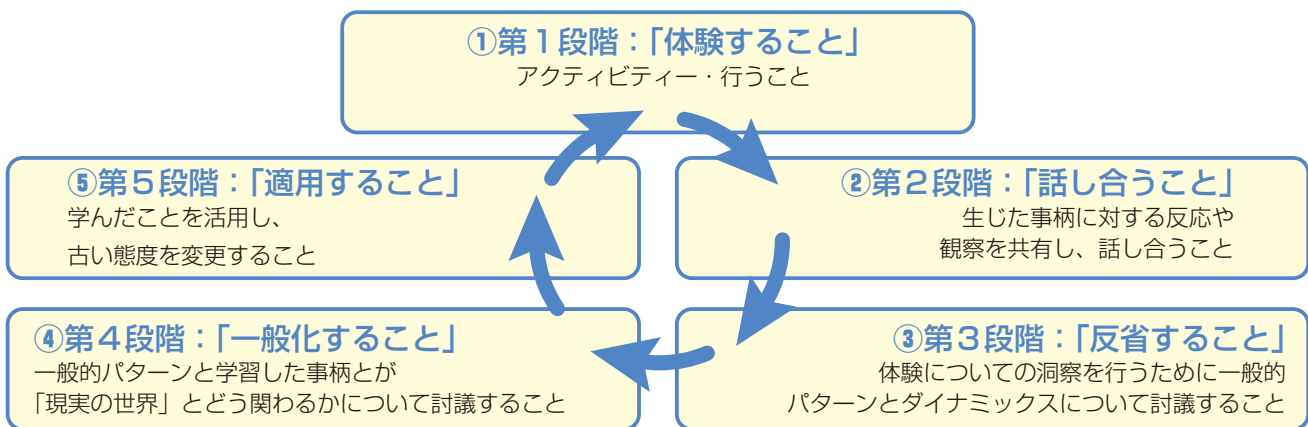 ①第1段階：「体験すること」
アクティビティー・行うこと
②第2段階：「話し合うこと」
生じた事柄に対する反応や
観察を共有し、話し合うこと
③第3段階：「反省すること」
体験についての洞察を行うために一般的
パターンとダイナミックスについて討議すること
④第4段階：「一般化すること」
一般的パターンと学習した事柄とが
「現実の世界」とどう関わるかについて討議すること
⑤第5段階：「適用すること」
学んだことを活用し、
古い態度を変更すること